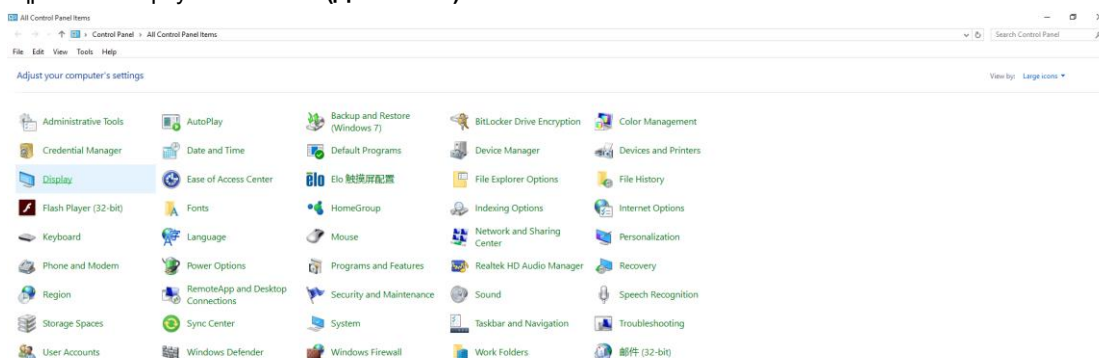 All Control Panel Items
Control Panel › All Control Panel Items
Search Control Panel
File Edit View Tools Help
Adjust your computer's settings
View by: Large icons
Administrative Tools
AutoPlay
Backup and Restore
(Windows 7)
BitLocker Drive Encryption
Color Management
Credential Manager
Date and Time
Default Programs
Device Manager
Devices and Printers
Display
Ease of Access Center
elo
Elo 触摸屏配置
File Explorer Options
File History
Flash Player (32-bit)
Fonts
HomeGroup
Indexing Options
Internet Options
Keyboard
Language
Mouse
Network and Sharing
Center
Personalization
Phone and Modem
Power Options
Programs and Features
Realtek HD Audio Manager
Recovery
Region
RemoteApp and Desktop
Connections
Security and Maintenance
Sound
Speech Recognition
Storage Spaces
Sync Center
System
Taskbar and Navigation
Troubleshooting
User Accounts
Windows Defender
Windows Firewall
Work Folders
邮件 (32-bit)